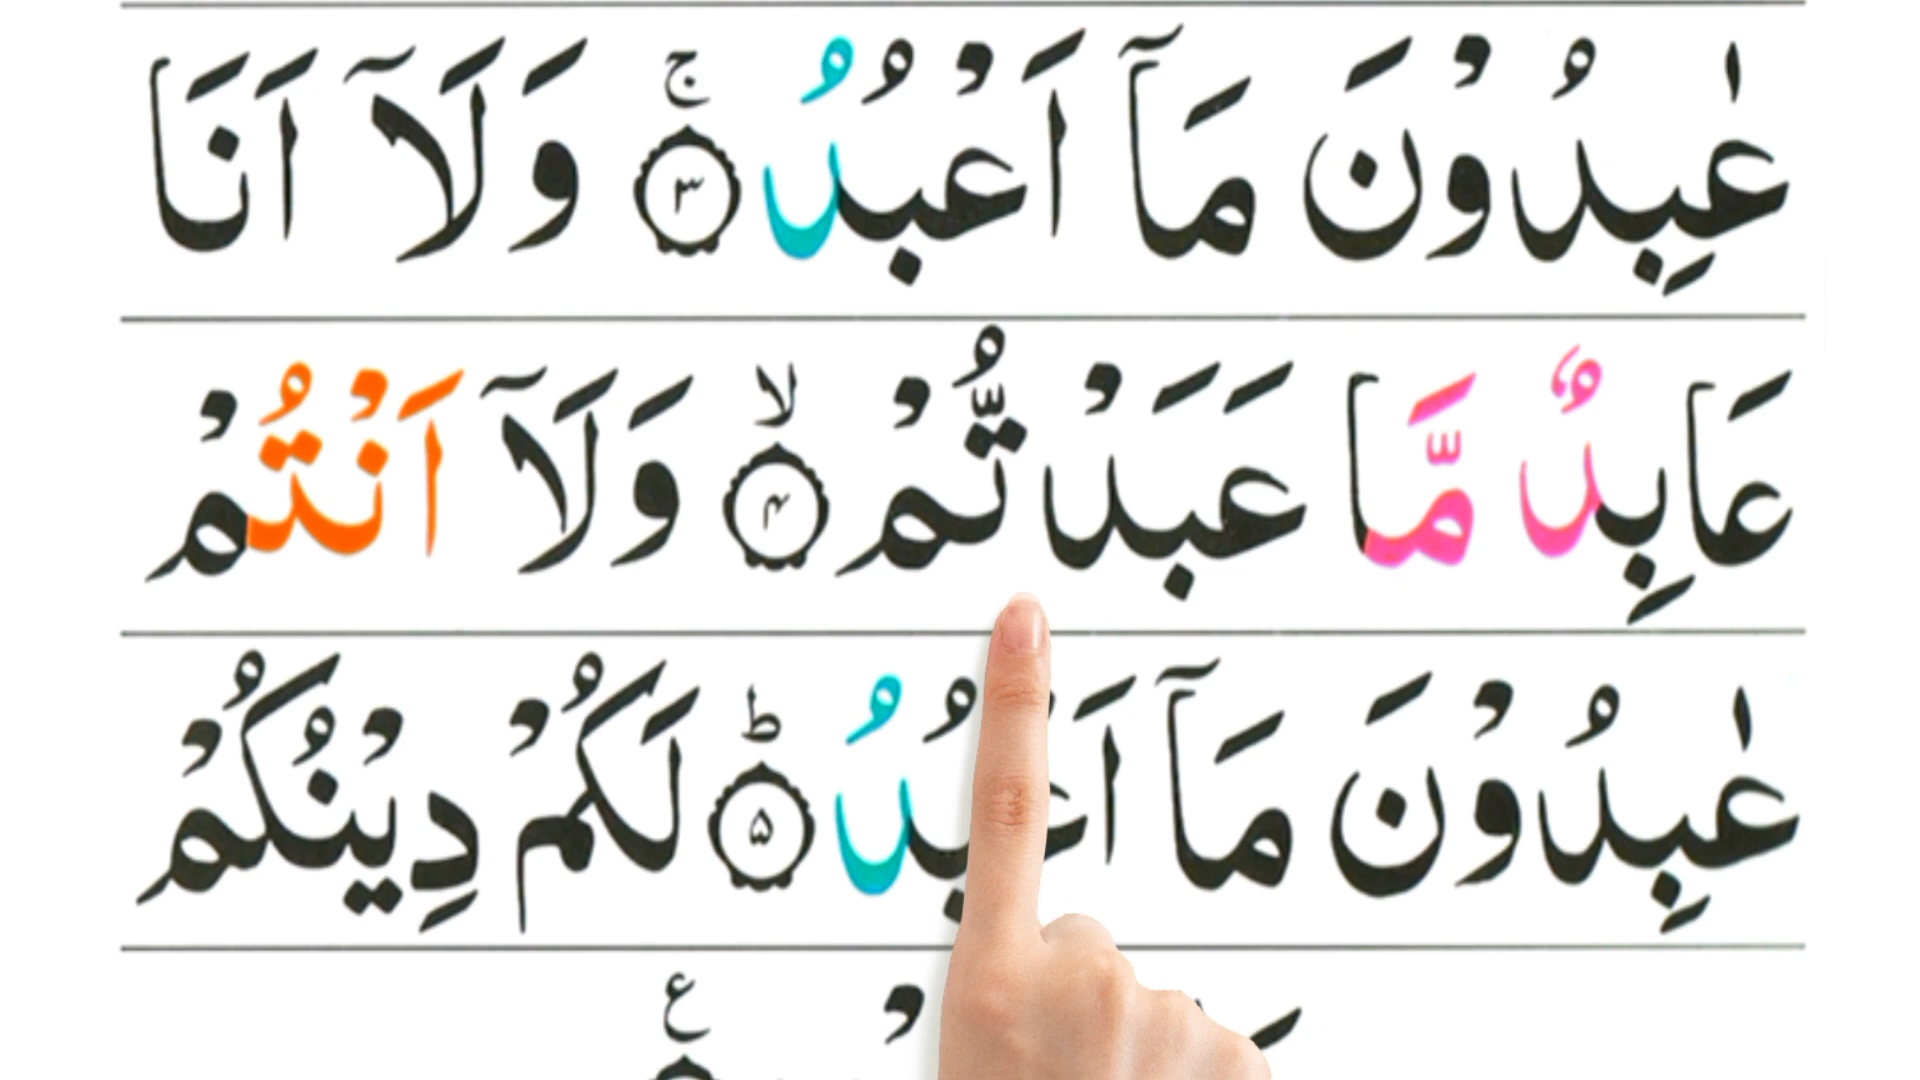 عٰبِدُوْنَ مَآ اَعْبُدُ ۚ ﴿۳﴾ وَلَآ اَنَا
عَابِدٌ مَّا عَبَدْتُّمْ ۙ ﴿۴﴾ وَلَآ اَنْتُمْ
عٰبِدُوْنَ مَآ اَعْبُدُ ؕ ﴿۵﴾ لَكُمْ دِيْنُكُمْ
ع